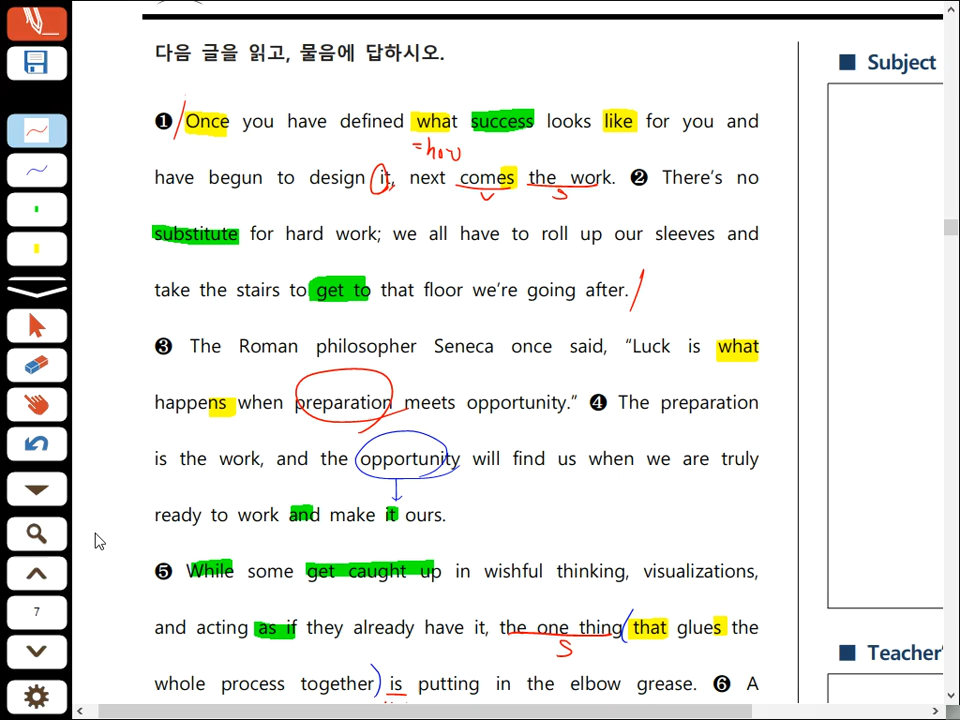 다음 글을 읽고, 물음에 답하시오.
Subject
❶ Once you have defined what success looks like for you and
=how
have begun to design it, next comes the work. ❷ There's no
V S
substitute for hard work; we all have to roll up our sleeves and
take the stairs to get to that floor we're going after.
❸ The Roman philosopher Seneca once said, “Luck is what
happens when preparation meets opportunity.” ❹ The preparation
is the work, and the opportunity will find us when we are truly
ready to work and make it ours.
❺ While some get caught up in wishful thinking, visualizations,
and acting as if they already have it, the one thing that glues the
S
Teacher'
whole process together is putting in the elbow grease. ❻ A
7